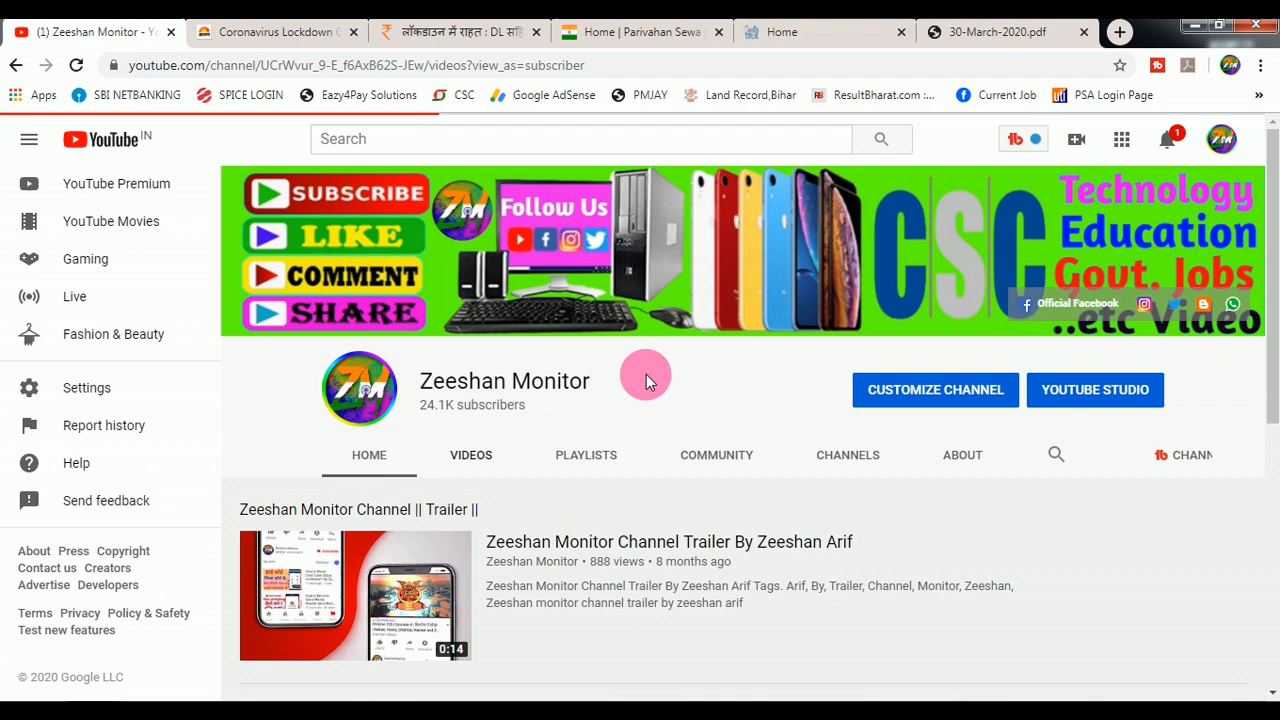 (1) Zeeshan Monitor - Yo
Coronavirus Lockdown
लॉकडाउन में राहत : DL
Home | Parivahan Sewa
Home
30-March-2020.pdf
youtube.com/channel/UCrWvur_9-E_f6AxB62S-JEw/videos?view_as=subscriber
Apps SBI NETBANKING SPICE LOGIN Eazy4Pay Solutions CSC Google AdSense PMJAY Land Record,Bihar ResultBharat.com :... Current Job PSA Login Page »
YouTube IN
Search
1
YouTube Premium
YouTube Movies
Gaming
Live
Fashion & Beauty
Settings
Report history
Help
Send feedback
About Press Copyright
Contact us Creators
Advertise Developers
Terms Privacy Policy & Safety
Test new features
© 2020 Google LLC
SUBSCRIBE
LIKE
COMMENT
SHARE
ZM
Follow Us
CSC
Technology
Education
Govt. Jobs
..etc Video
Official Facebook
ZM
Zeeshan Monitor
24.1K subscribers
CUSTOMIZE CHANNEL
YOUTUBE STUDIO
HOME VIDEOS PLAYLISTS COMMUNITY CHANNELS ABOUT CHANN
Zeeshan Monitor Channel || Trailer ||
Zeeshan Monitor Channel Trailer By Zeeshan Arif
Zeeshan Monitor • 888 views • 8 months ago
Zeeshan Monitor Channel Trailer By Zeeshan Arif Tags. Arif, By, Trailer, Channel, Monitor, Zeeshan,
Zeeshan monitor channel trailer by zeeshan arif
0:14